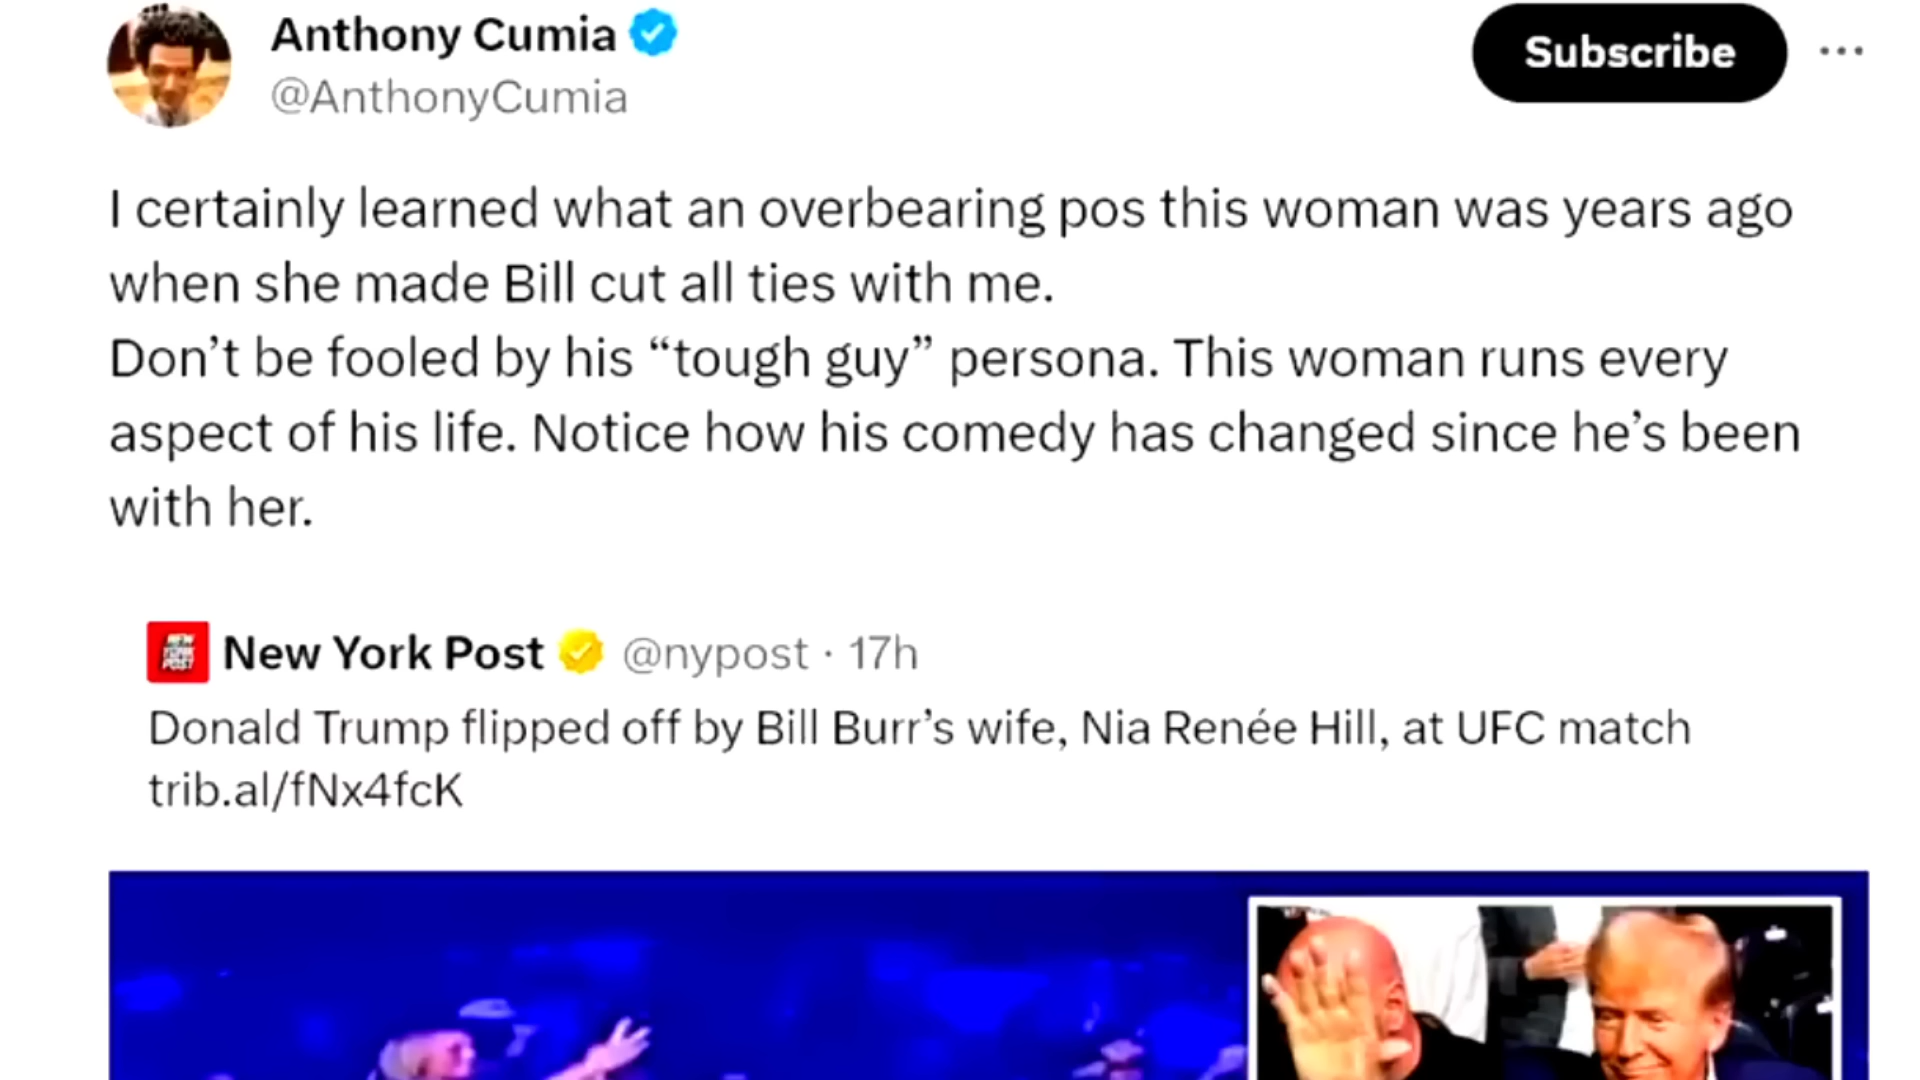 Anthony Cumia
@AnthonyCumia
Subscribe
I certainly learned what an overbearing pos this woman was years ago
when she made Bill cut all ties with me.
Don’t be fooled by his “tough guy” persona. This woman runs every
aspect of his life. Notice how his comedy has changed since he’s been
with her.
NEW
YORK
POST
New York Post @nypost · 17h
Donald Trump flipped off by Bill Burr’s wife, Nia Renée Hill, at UFC match
trib.al/fNx4fcK